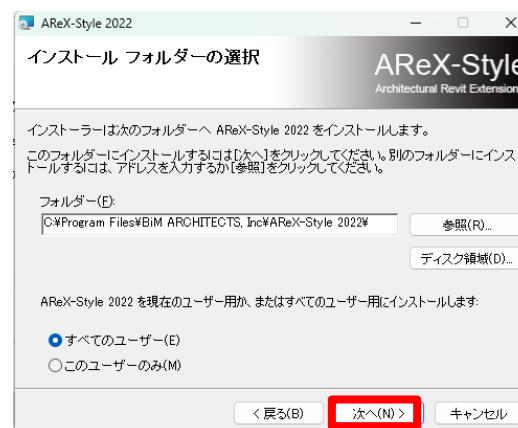 AReX-Style 2022
インストール フォルダーの選択
AReX-Style
Architectural Revit Extension
インストーラーは次のフォルダーへ AReX-Style 2022 をインストールします。
このフォルダーにインストールするには[次へ]をクリックしてください。別のフォルダーにインス
トールするには、アドレスを入力するか[参照]をクリックしてください。
フォルダー(F):
C:¥Program Files¥BiM ARCHITECTS, Inc¥AReX-Style 2022¥
参照(R)...
ディスク領域(D)...
AReX-Style 2022 を現在のユーザー用か、またはすべてのユーザー用にインストールします:
すべてのユーザー(E)
このユーザーのみ(M)
< 戻る(B)
次へ(N) >
キャンセル